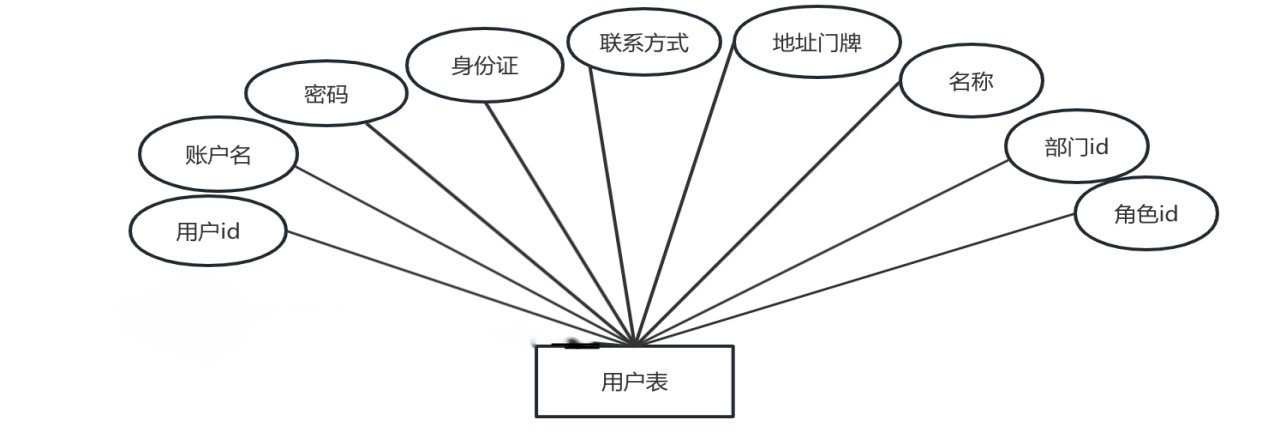 联系方式
地址门牌
身份证
名称
密码
部门id
账户名
角色id
用户id
用户表